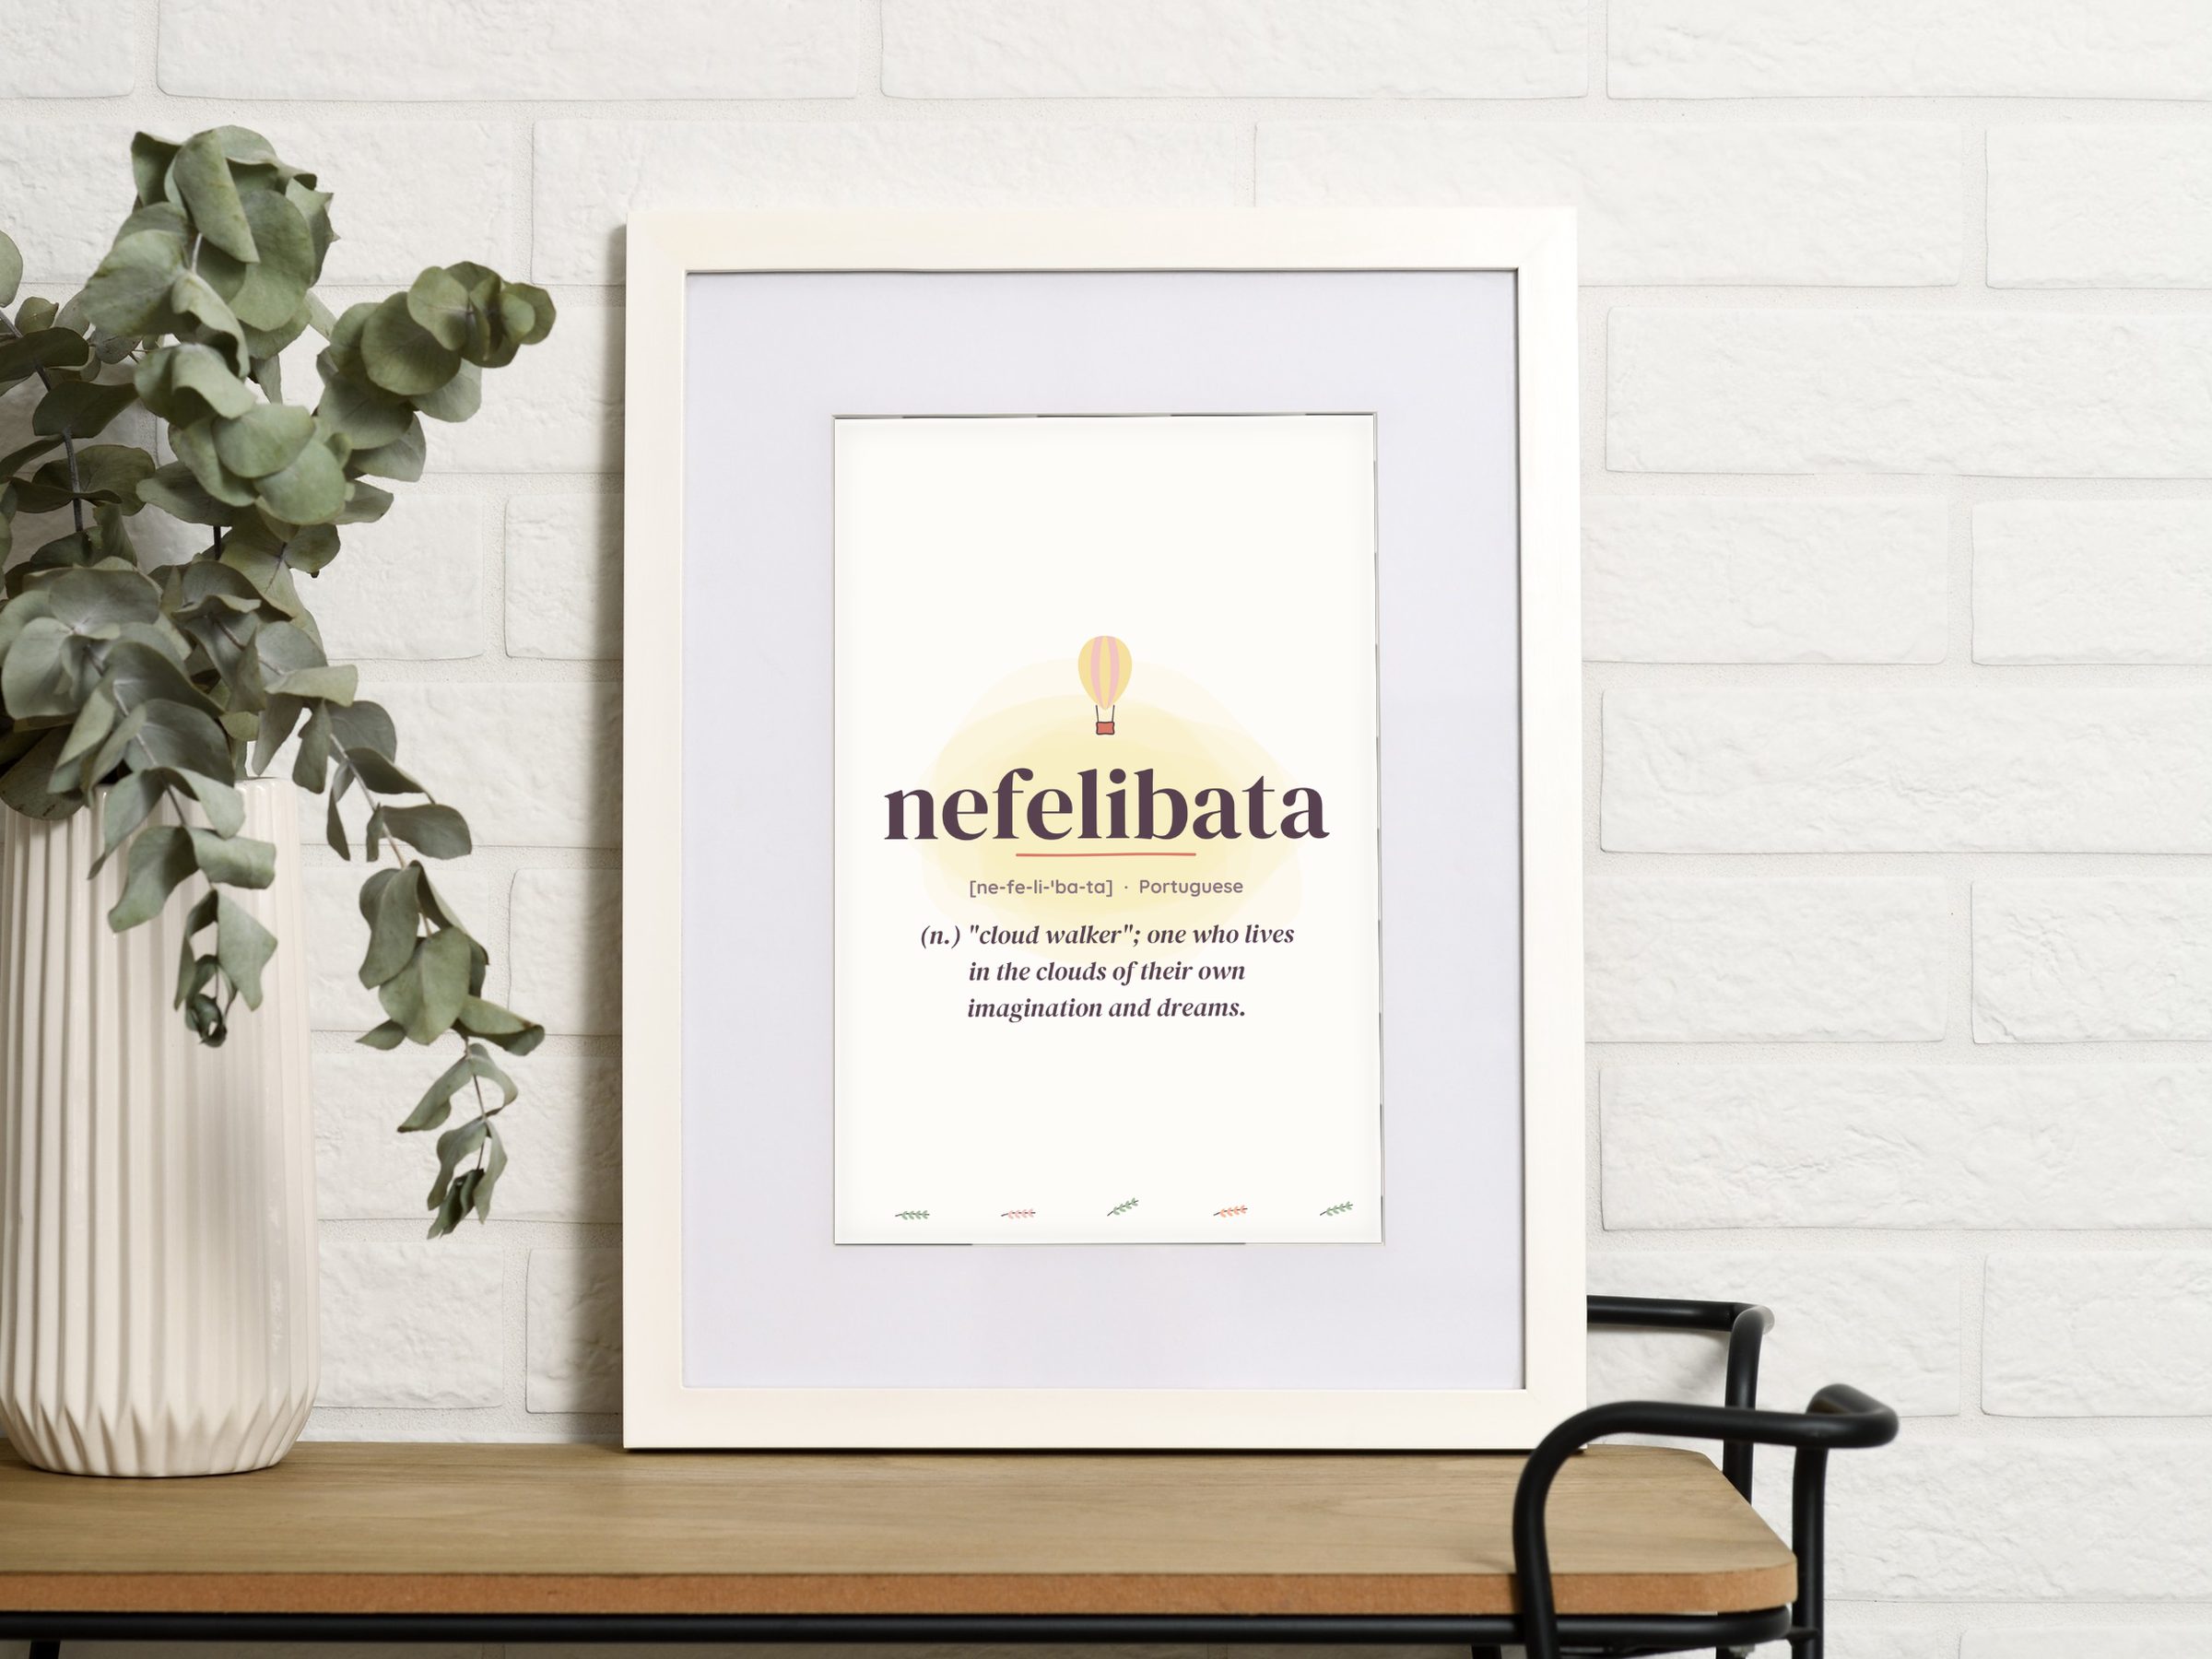 nefelibata
[ne-fe-li-'ba-ta] · Portuguese
(n.) "cloud walker"; one who lives
in the clouds of their own
imagination and dreams.